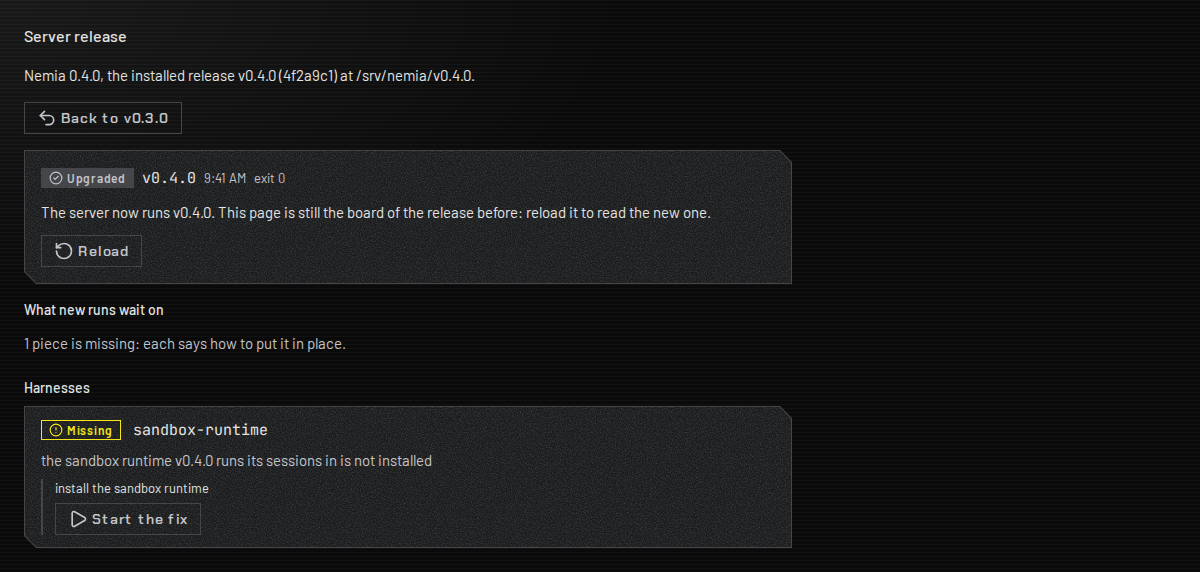 Server release
Nemia 0.4.0, the installed release v0.4.0 (4f2a9c1) at /srv/nemia/v0.4.0.
Back to v0.3.0
Upgraded v0.4.0 9:41 AM exit 0
The server now runs v0.4.0. This page is still the board of the release before: reload it to read the new one.
Reload
What new runs wait on
1 piece is missing: each says how to put it in place.
Harnesses
Missing sandbox-runtime
the sandbox runtime v0.4.0 runs its sessions in is not installed
install the sandbox runtime
Start the fix